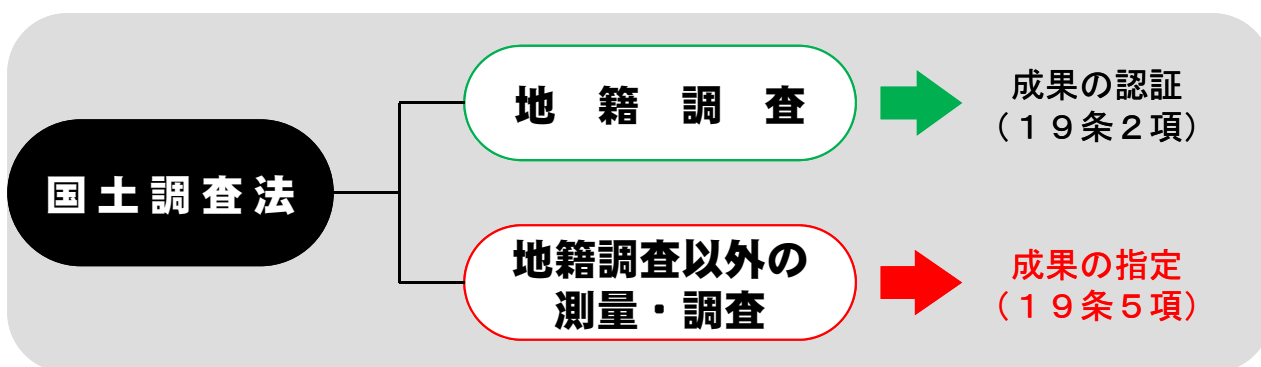 国土調査法
地　籍　調　査
成果の認証
（１９条２項）
地籍調査以外の
測量・調査
成果の指定
（１９条５項）